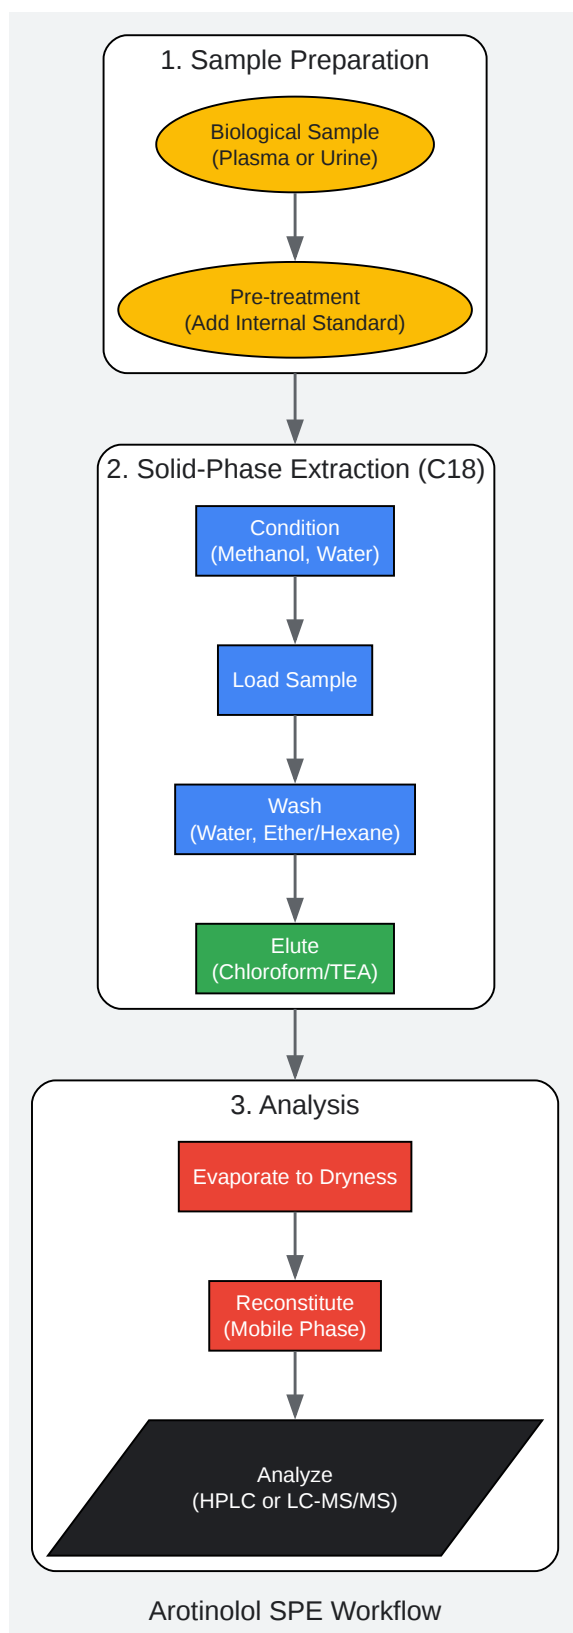 1. Sample Preparation
Biological Sample
(Plasma or Urine)
Pre-treatment
(Add Internal Standard)
2. Solid-Phase Extraction (C18)
Condition
(Methanol, Water)
Load Sample
Wash
(Water, Ether/Hexane)
Elute
(Chloroform/TEA)
3. Analysis
Evaporate to Dryness
Reconstitute
(Mobile Phase)
Analyze
(HPLC or LC-MS/MS)
Arotinolol SPE Workflow